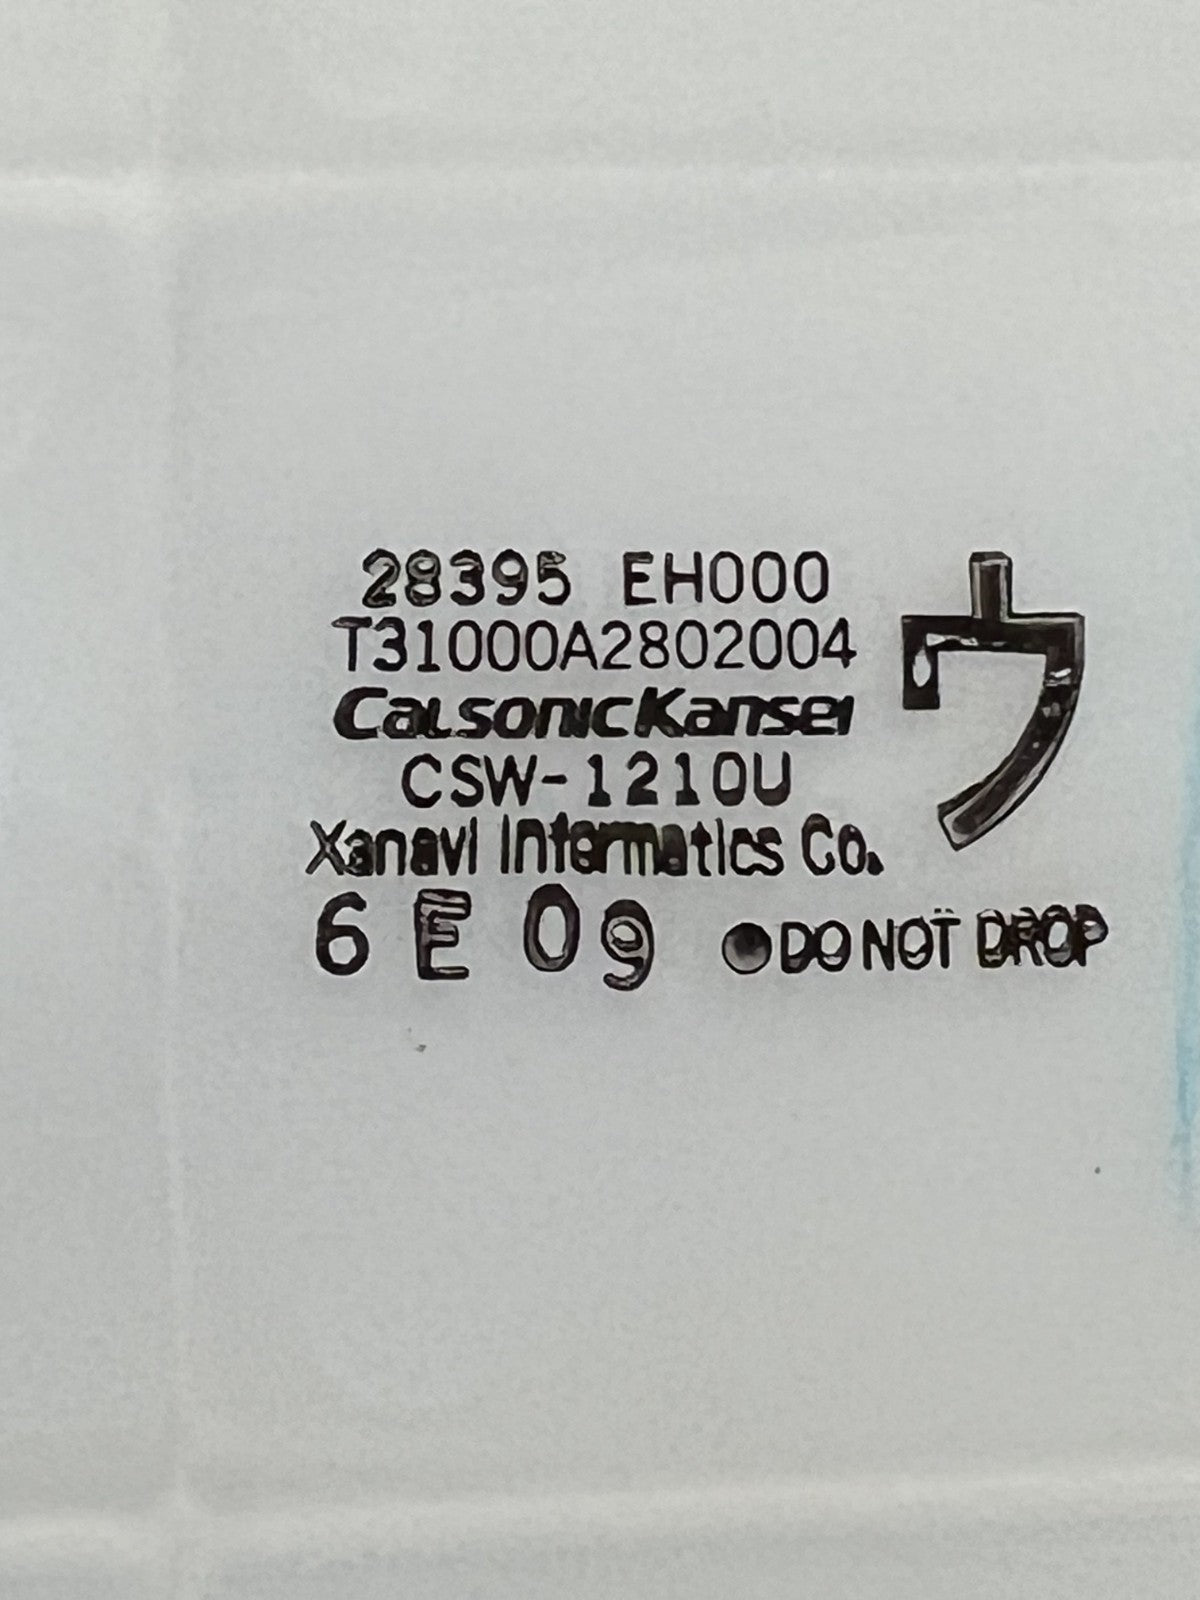 28395 EH000
T31000A2802004
CalsonicKansei
CSW-1210U
Xanavi Informatics Co.
ウ
6 E 09 ●DO NOT DROP